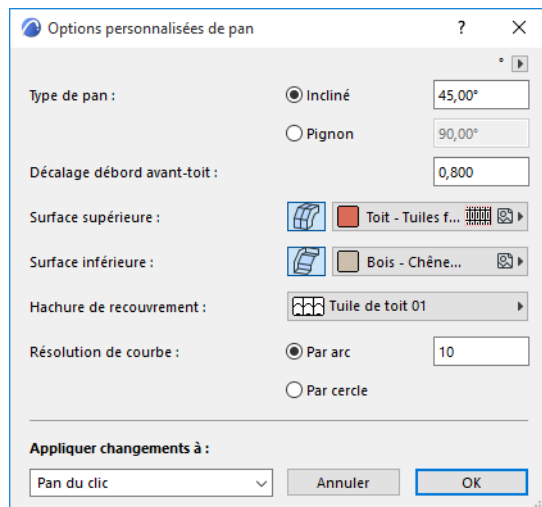 Options personnalisées de pan ?
°
Type de pan : Incliné 45,00°
Pignon 90,00°
Décalage débord avant-toit : 0,800
Surface supérieure : Toit - Tuiles f...
Surface inférieure : Bois - Chêne...
Hachure de recouvrement : Tuile de toit 01
Résolution de courbe : Par arc 10
Par cercle
Appliquer changements à :
Pan du clic Annuler OK